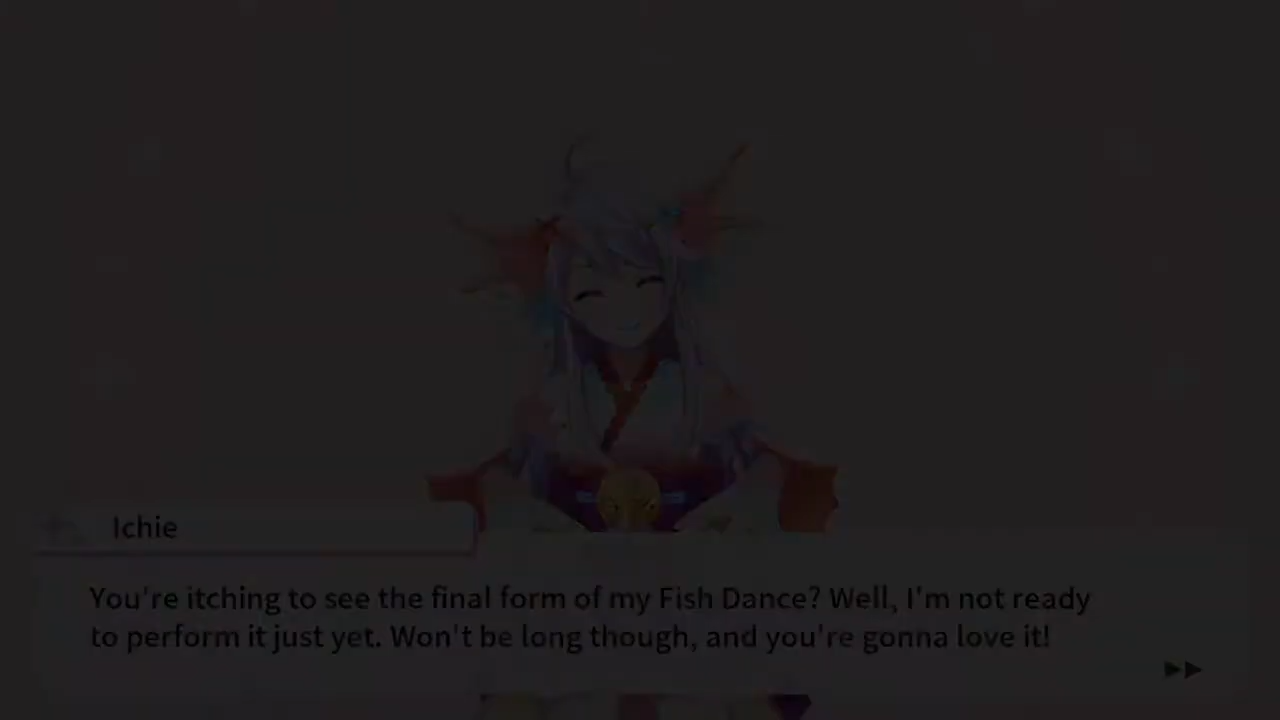 Ichie
You're itching to see the final form of my Fish Dance? Well, I'm not ready
to perform it just yet. Won't be long though, and you're gonna love it!